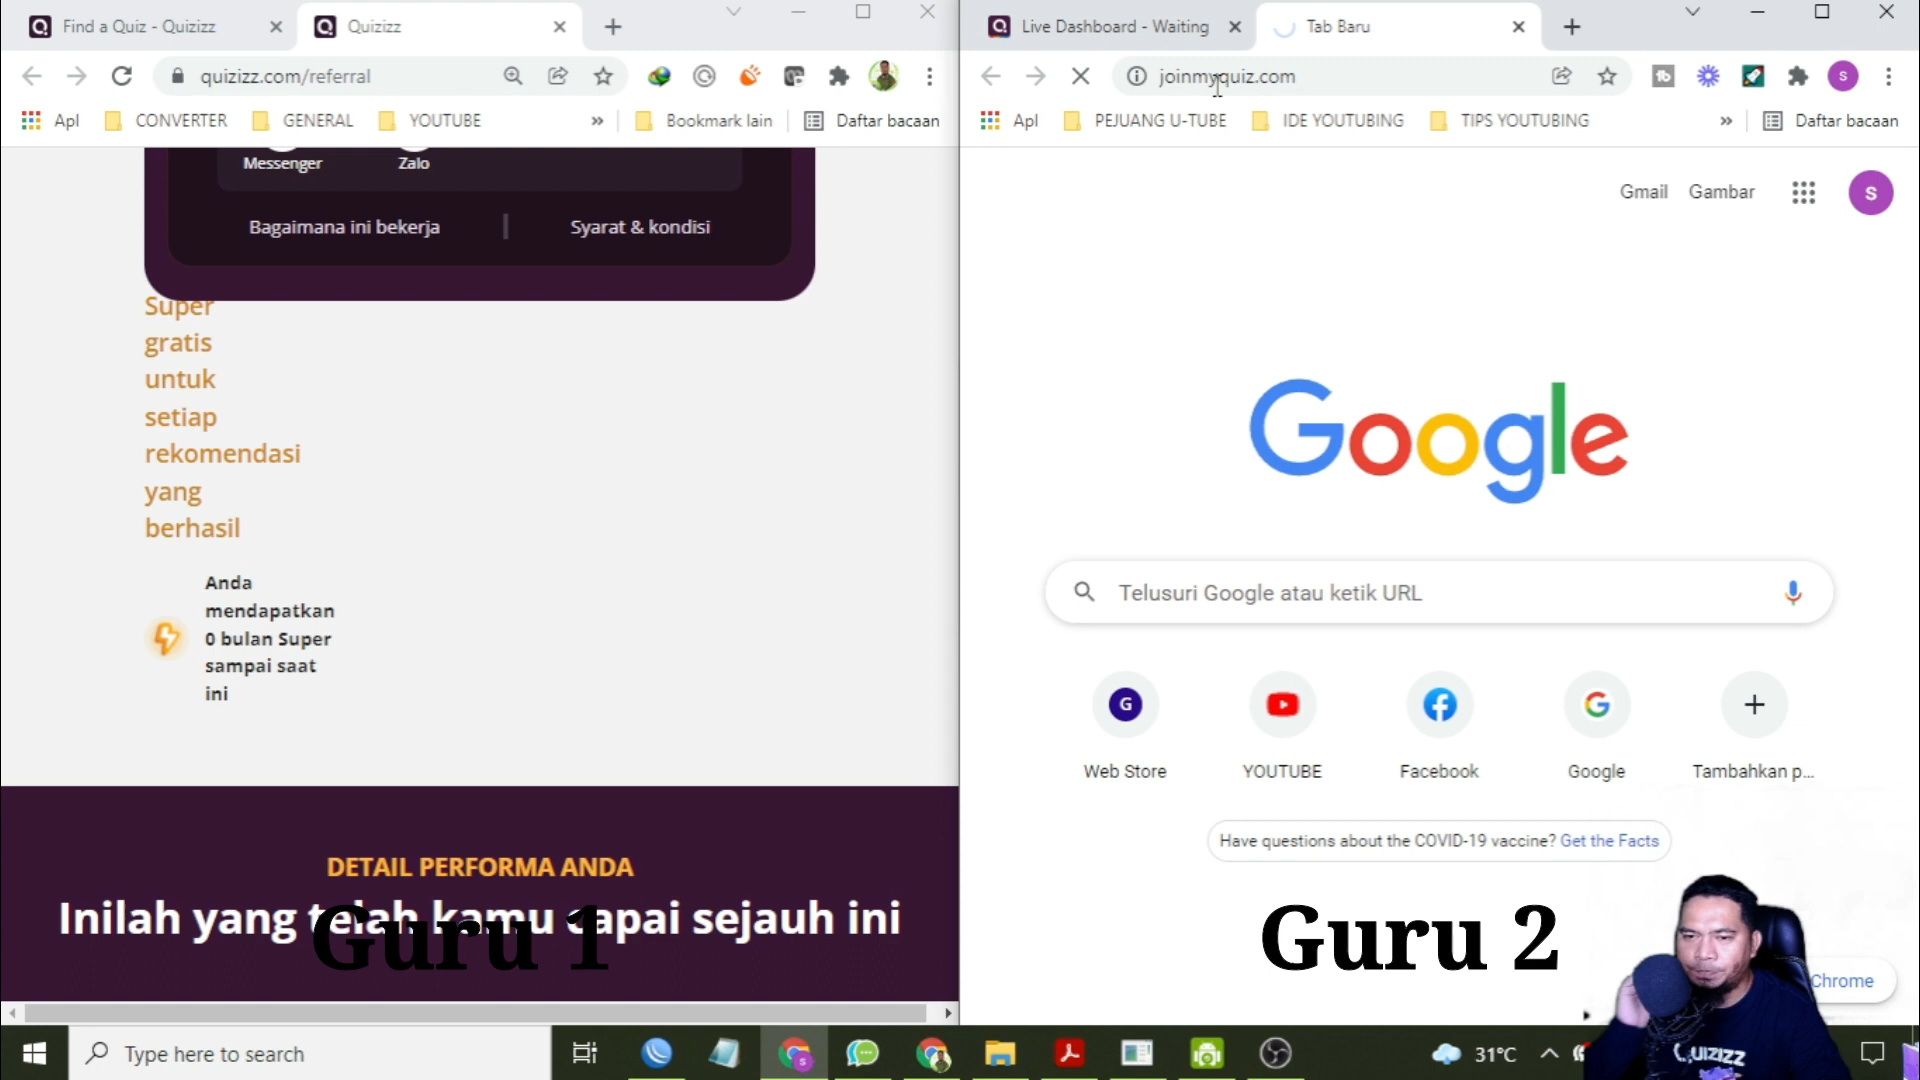 Find a Quiz - Quizizz
Quizizz
quizizz.com/referral
Apl
CONVERTER
GENERAL
YOUTUBE
Bookmark lain
Daftar bacaan
Messenger
Zalo
Bagaimana ini bekerja
Syarat & kondisi
Super
gratis
untuk
setiap
rekomendasi
yang
berhasil
Anda
mendapatkan
0 bulan Super
sampai saat
ini
DETAIL PERFORMA ANDA
Inilah yang telah kamu capai sejauh ini
Guru 1
Live Dashboard - Waiting
Tab Baru
joinmyquiz.com
S
Apl
PEJUANG U-TUBE
IDE YOUTUBING
TIPS YOUTUBING
Daftar bacaan
Gmail
Gambar
S
Google
Telusuri Google atau ketik URL
G
Web Store
YOUTUBE
Facebook
Google
Tambahkan p...
Have questions about the COVID-19 vaccine? Get the Facts
Guru 2
Chrome
QUIZIZZ
Type here to search
31°C